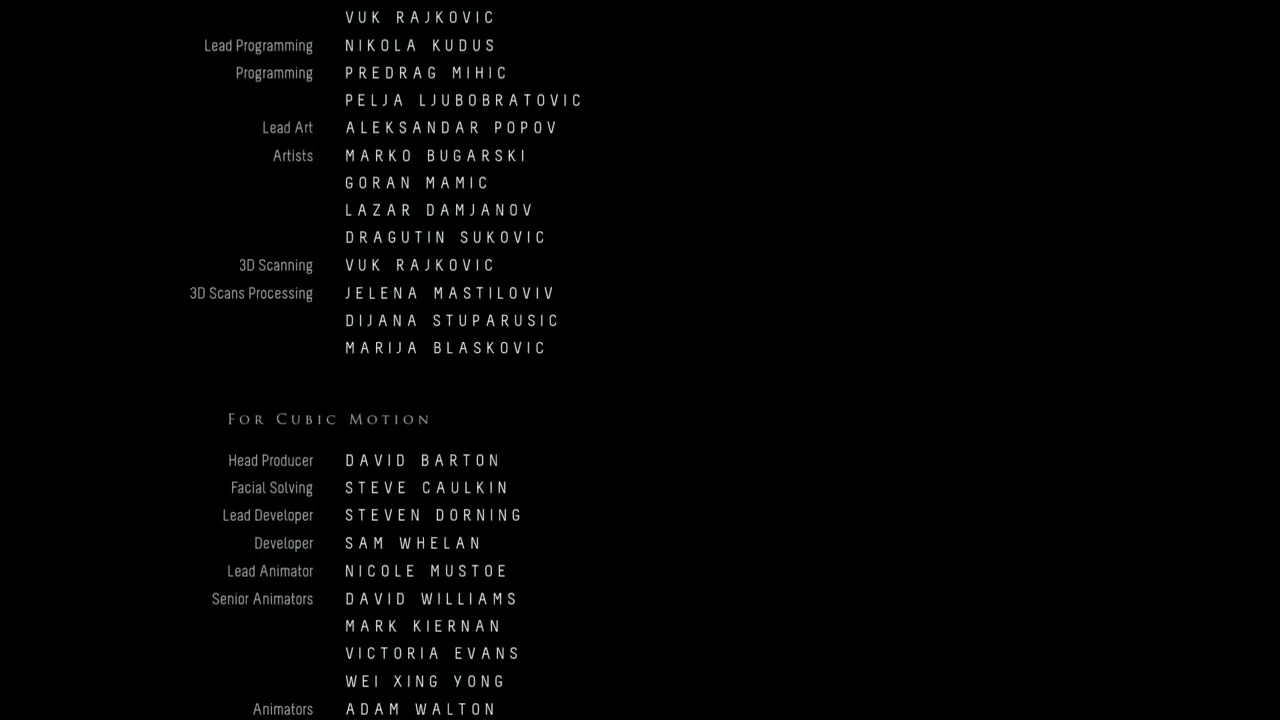 VUK RAJKOVIC
Lead Programming NIKOLA KUDUS
Programming PREDRAG MIHIC
PELJA LJUBOBRATOVIC
Lead Art ALEKSANDAR POPOV
Artists MARKO BUGARSKI
GORAN MAMIC
LAZAR DAMJANOV
DRAGUTIN SUKOVIC
3D Scanning VUK RAJKOVIC
3D Scans Processing JELENA MASTILOVIV
DIJANA STUPARUSIC
MARIJA BLASKOVIC
FOR CUBIC MOTION
Head Producer DAVID BARTON
Facial Solving STEVE CAULKIN
Lead Developer STEVEN DORNING
Developer SAM WHELAN
Lead Animator NICOLE MUSTOE
Senior Animators DAVID WILLIAMS
MARK KIERNAN
VICTORIA EVANS
WEI XING YONG
Animators ADAM WALTON